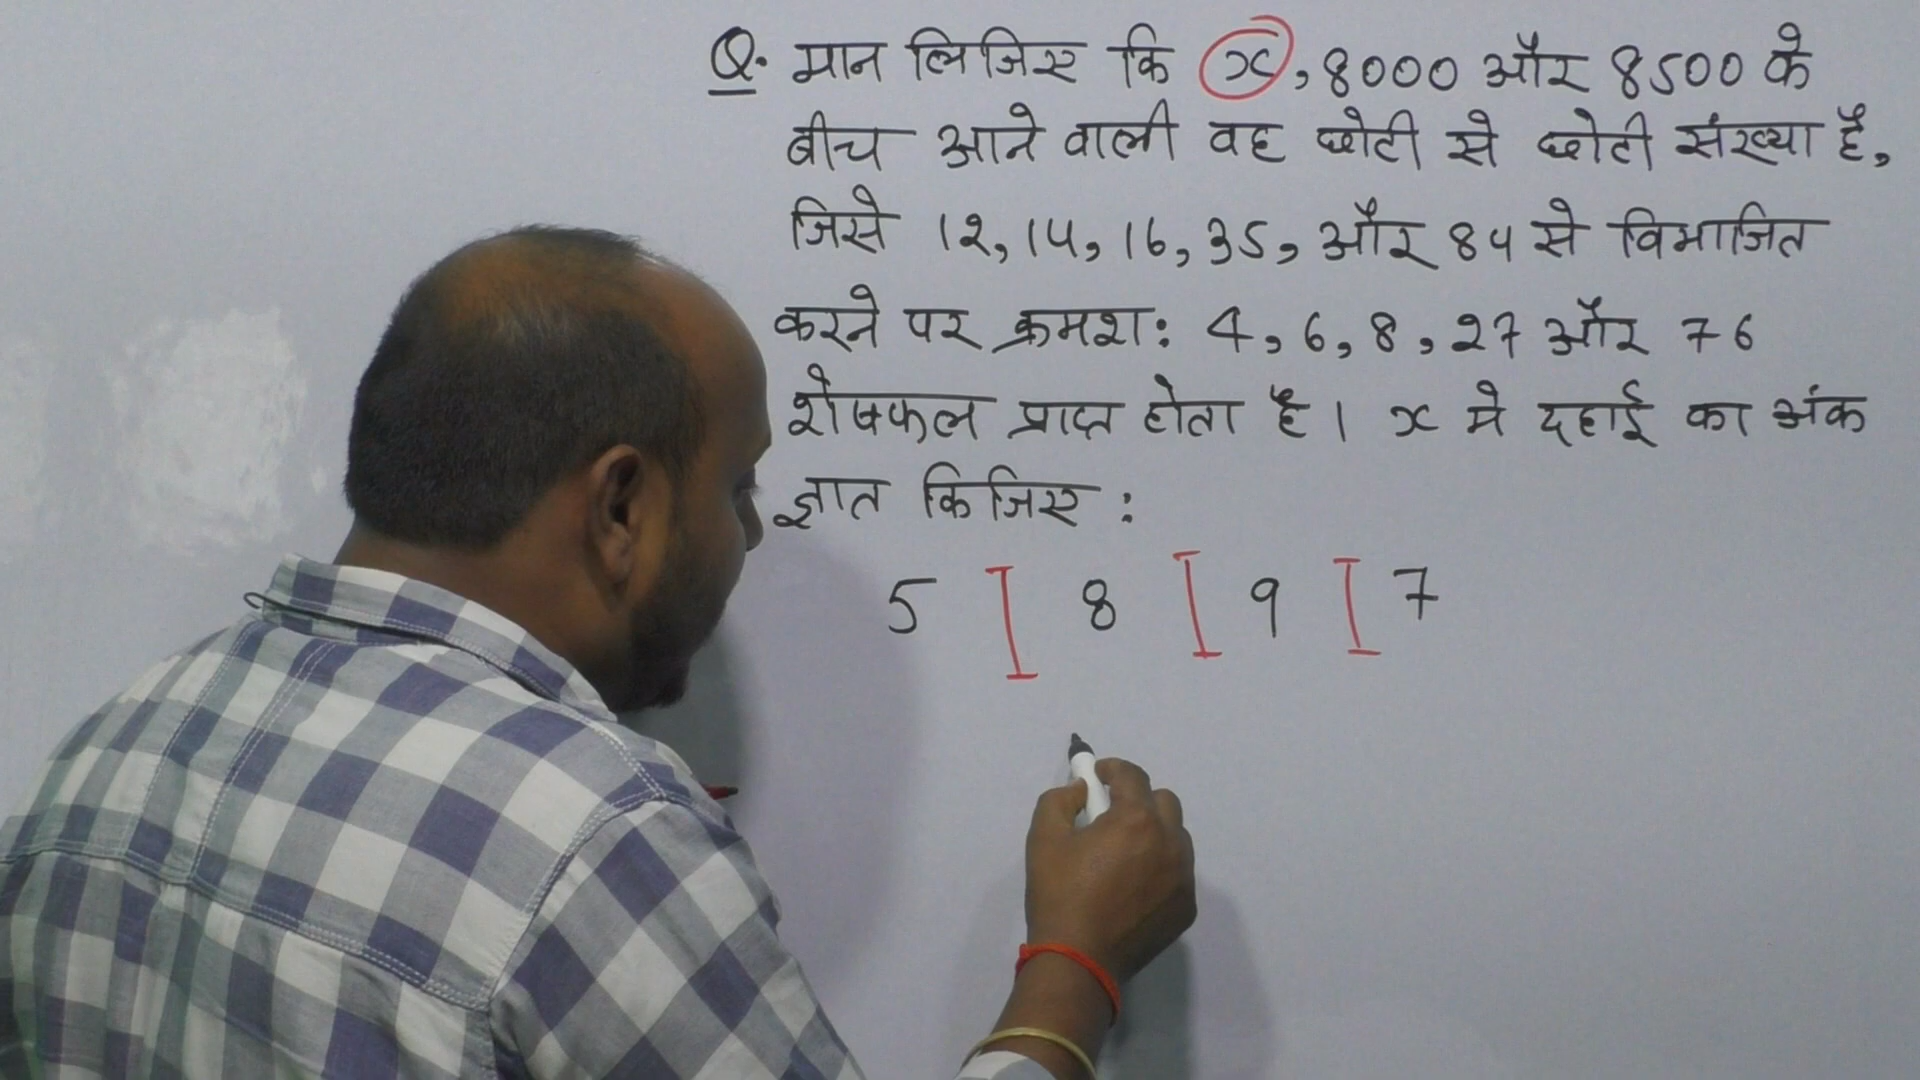 Q. मान लिजिए कि x, 8000 और 8500 के
बीच आने वाली वह छोटी से छोटी संख्या है,
जिसे 12, 14, 16, 35, और 84 से विभाजित
करने पर क्रमश: 4, 6, 8, 27 और 76
शेषफल प्राप्त होता है। x मे दहाई का अंक
ज्ञात किजिए :
5 8 9 7